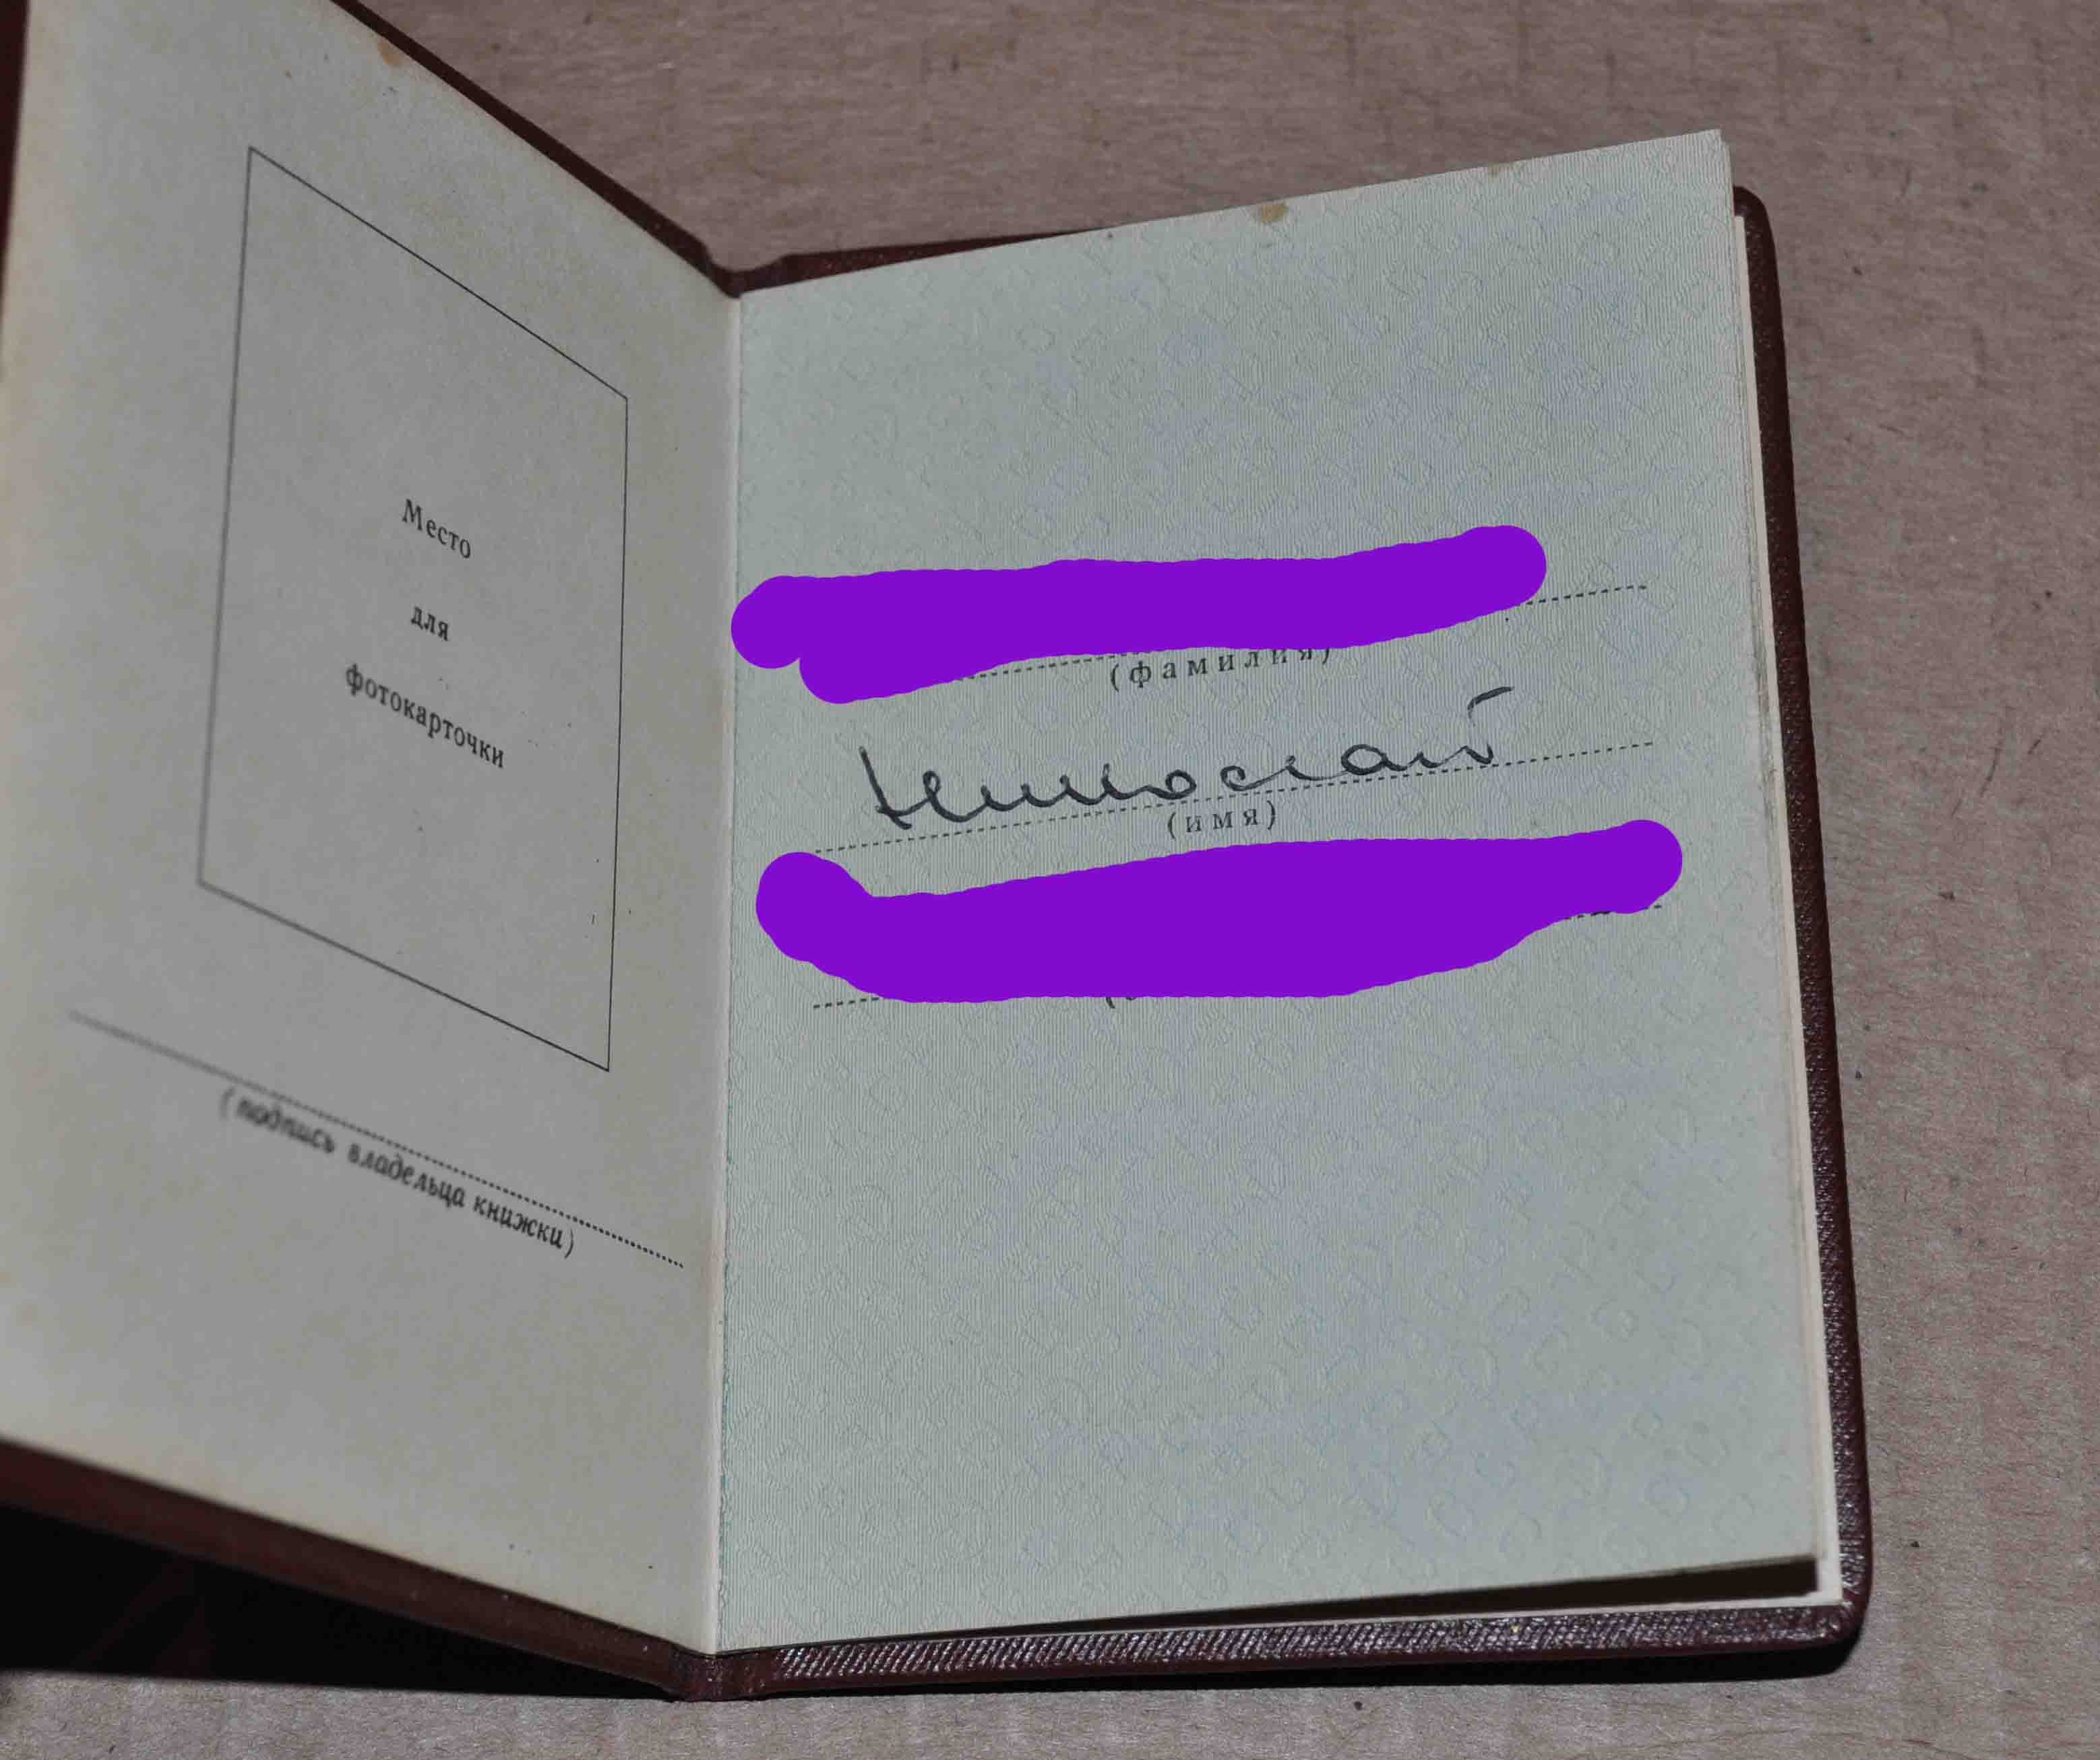 Место
для
фотокарточки
(подпись владельца книжки)
(фамилия)
Николай
(имя)